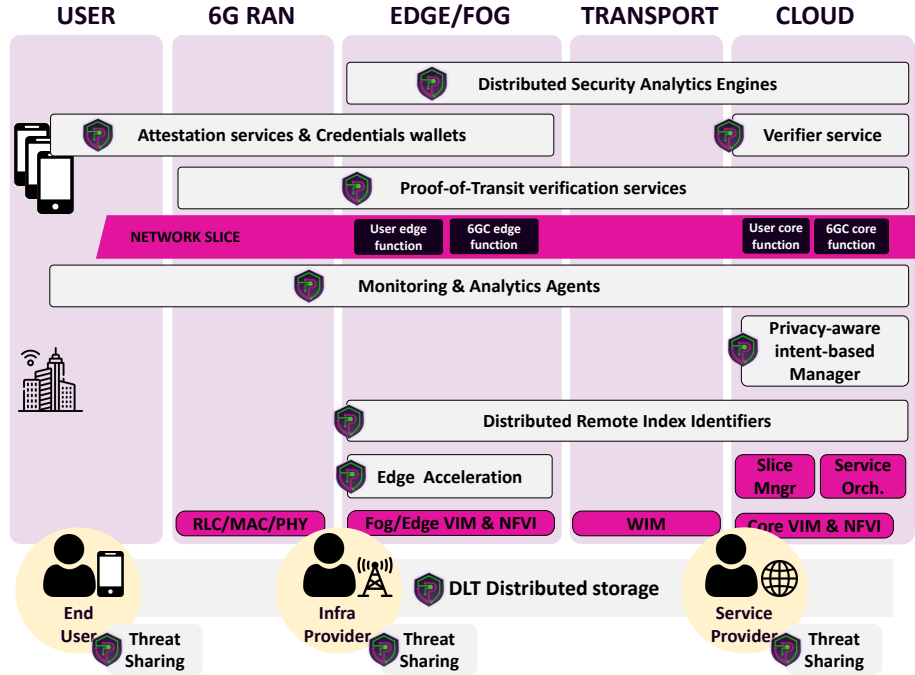 USER
6G RAN
EDGE/FOG
TRANSPORT
CLOUD
Distributed Security Analytics Engines
Attestation services & Credentials wallets
Verifier service
Proof-of-Transit verification services
NETWORK SLICE
User edge
function
6GC edge
function
User core
function
6GC core
function
Monitoring & Analytics Agents
Privacy-aware
intent-based
Manager
Distributed Remote Index Identifiers
Edge Acceleration
Slice
Mngr
Service
Orch.
RLC/MAC/PHY
Fog/Edge VIM & NFVI
WIM
Core VIM & NFVI
End
User
Infra
Provider
DLT Distributed storage
Service
Provider
Threat
Sharing
Threat
Sharing
Threat
Sharing